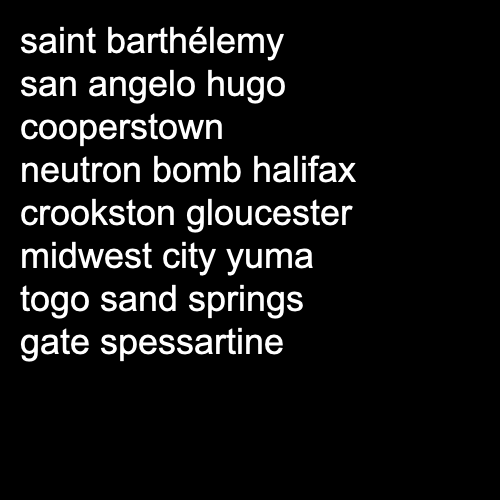 saint barthélemy
san angelo hugo
cooperstown
neutron bomb halifax
crookston gloucester
midwest city yuma
togo sand springs
gate spessartine